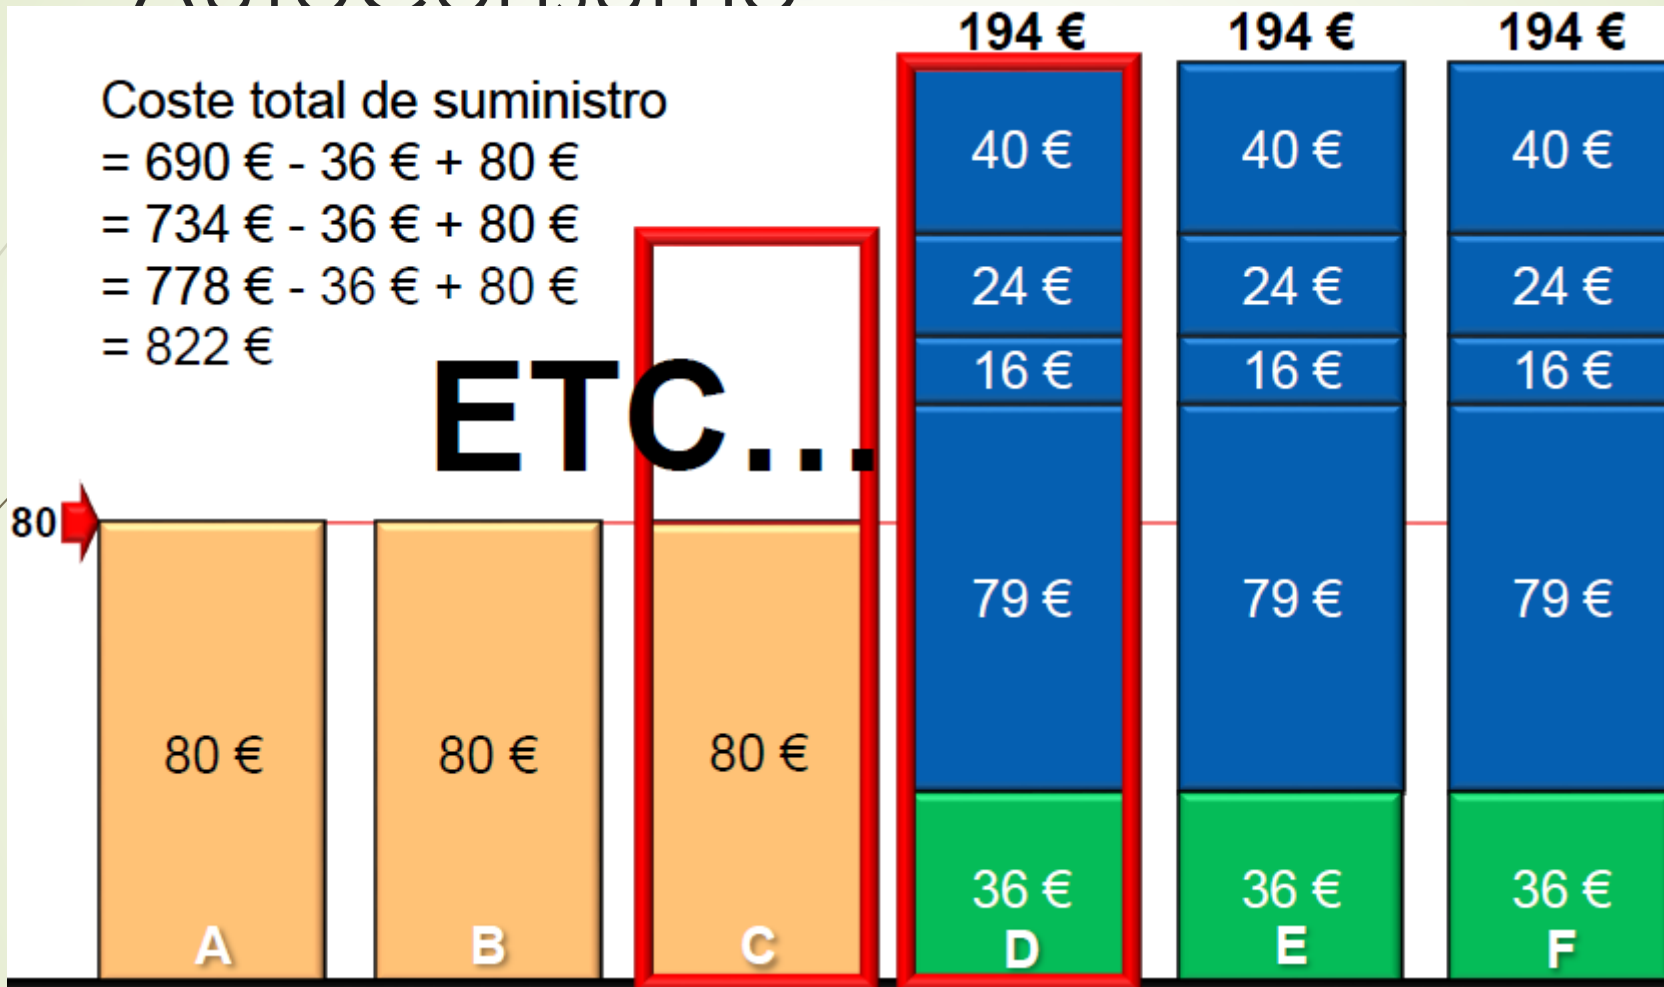 Autoconsumo
194 € 194 € 194 €
Coste total de suministro
= 690 € - 36 € + 80 €
= 734 € - 36 € + 80 €
= 778 € - 36 € + 80 €
= 822 €
ETC...
40 € 40 € 40 €
24 € 24 € 24 €
16 € 16 € 16 €
80
79 € 79 € 79 €
80 € 80 € 80 €
36 € 36 € 36 €
A B C D E F